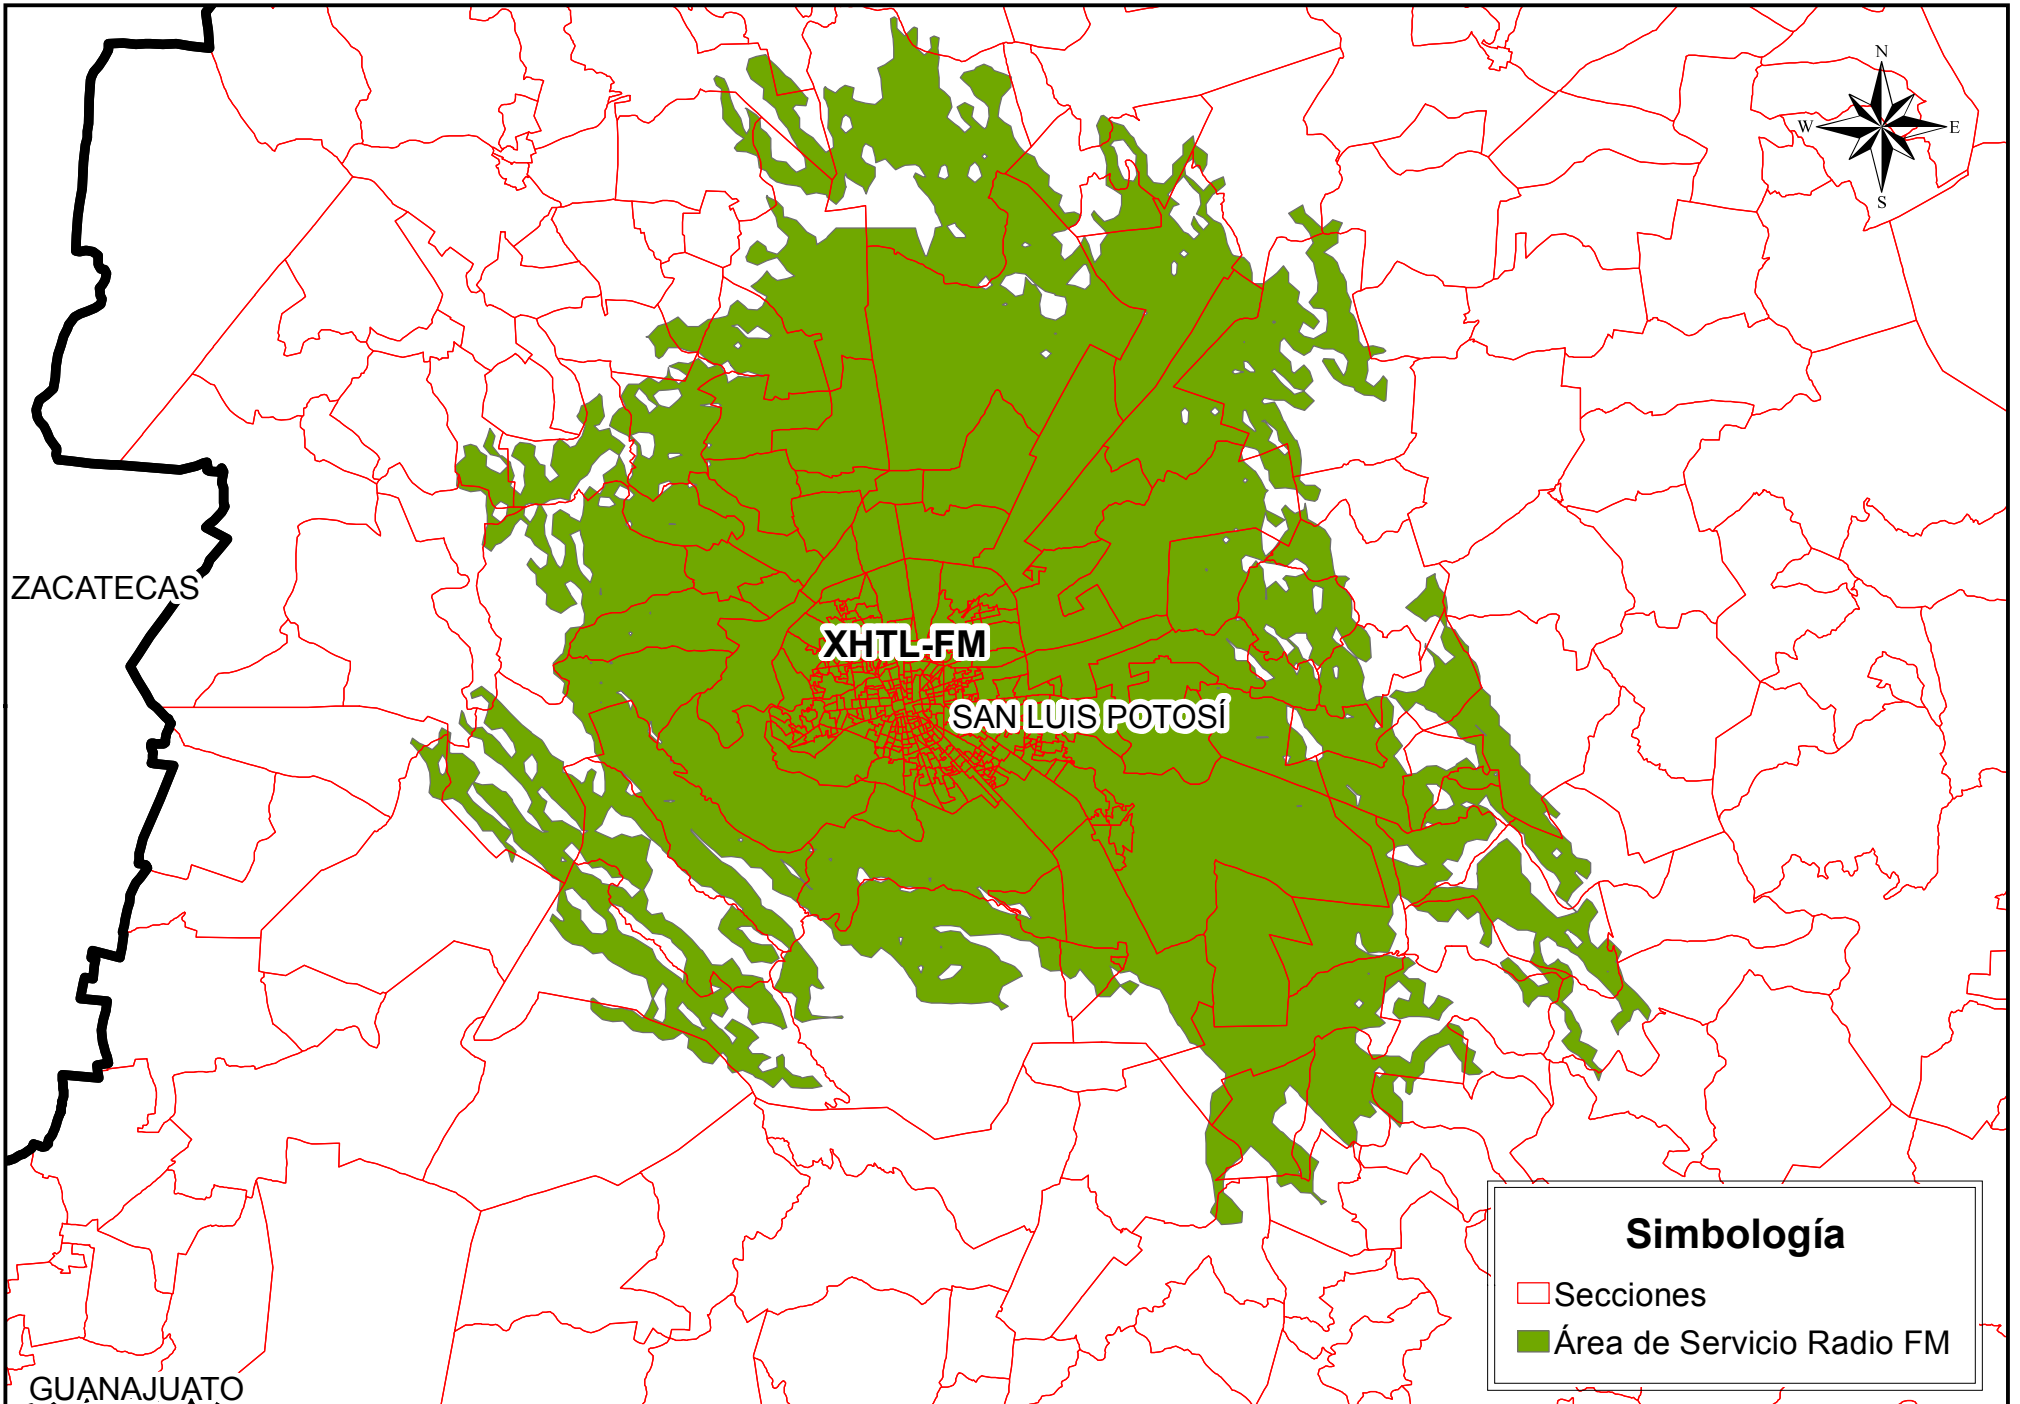 N
W
E
S
ZACATECAS
XHTL-FM
SAN LUIS POTOSÍ
Simbología
Secciones
Área de Servicio Radio FM
GUANAJUATO